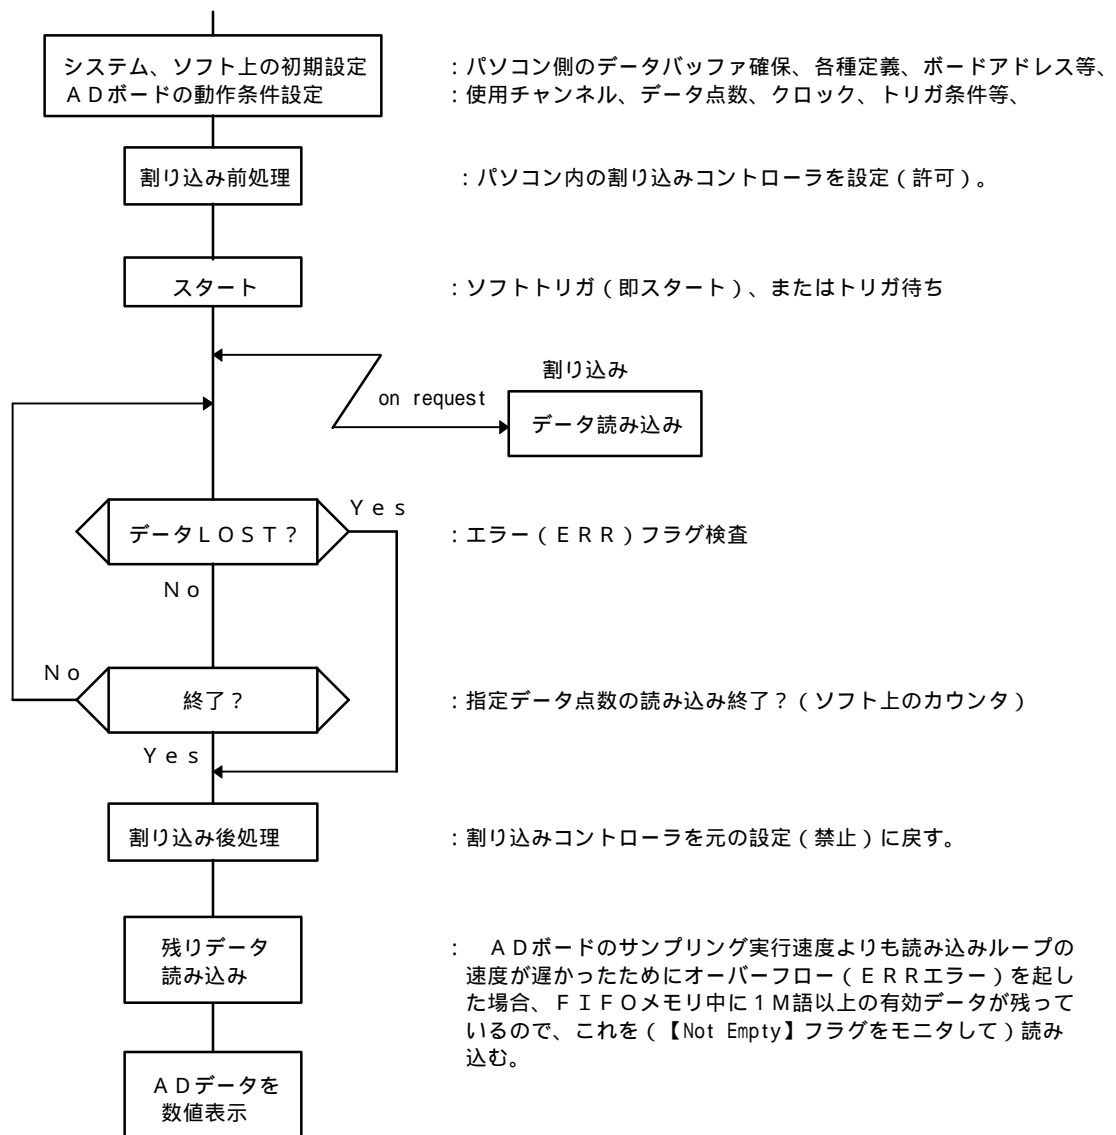 システム、ソフト上の初期設定
ＡＤボードの動作条件設定
：パソコン側のデータバッファ確保、各種定義、ボードアドレス等、
：使用チャンネル、データ点数、クロック、トリガ条件等、
割り込み前処理
：パソコン内の割り込みコントローラを設定（許可）。
スタート
：ソフトトリガ（即スタート）、またはトリガ待ち
割り込み
on request
データ読み込み
Ｙｅｓ
データＬＯＳＴ？
：エラー（ＥＲＲ）フラグ検査
Ｎｏ
Ｎｏ
終了？
：指定データ点数の読み込み終了？（ソフト上のカウンタ）
Ｙｅｓ
割り込み後処理
：割り込みコントローラを元の設定（禁止）に戻す。
残りデータ
読み込み
：　ＡＤボードのサンプリング実行速度よりも読み込みループの
速度が遅かったためにオーバーフロー（ＥＲＲエラー）を起し
た場合、ＦＩＦＯメモリ中に１Ｍ語以上の有効データが残って
いるので、これを（【Not Empty】フラグをモニタして）読み
込む。
ＡＤデータを
数値表示